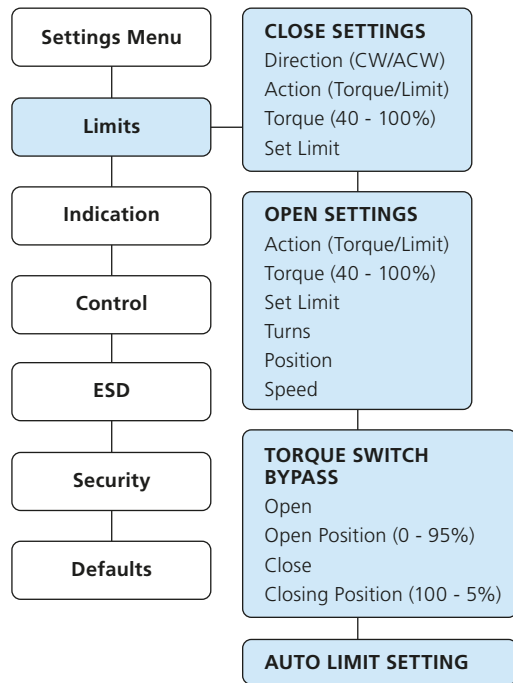 Settings Menu
Limits
Indication
Control
ESD
Security
Defaults
CLOSE SETTINGS
Direction (CW/ACW)
Action (Torque/Limit)
Torque (40 - 100%)
Set Limit
OPEN SETTINGS
Action (Torque/Limit)
Torque (40 - 100%)
Set Limit
Turns
Position
Speed
TORQUE SWITCH
BYPASS
Open
Open Position (0 - 95%)
Close
Closing Position (100 - 5%)
AUTO LIMIT SETTING